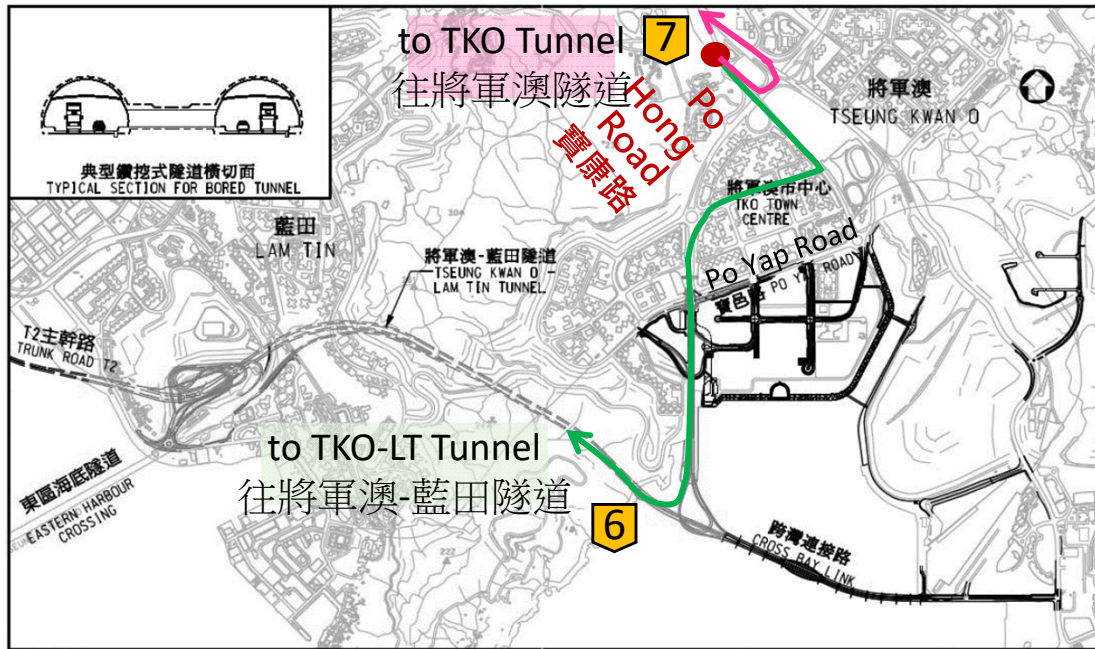 典型鑽挖式隧道橫切面
TYPICAL SECTION FOR BORED TUNNEL
to TKO Tunnel
往將軍澳隧道
7
Po
Hong
Road
寶康路
將軍澳
TSEUNG KWAN O
將軍澳市中心
TKO TOWN
CENTRE
藍田
LAM TIN
將軍澳-藍田隧道
TSEUNG KWAN O -
LAM TIN TUNNEL
Po Yap Road
寶邑路 PO YAP ROAD
T2主幹路
TRUNK ROAD T2
to TKO-LT Tunnel
往將軍澳-藍田隧道
6
東區海底隧道
EASTERN HARBOUR
CROSSING
跨灣連接路
CROSS BAY LINK
304
222